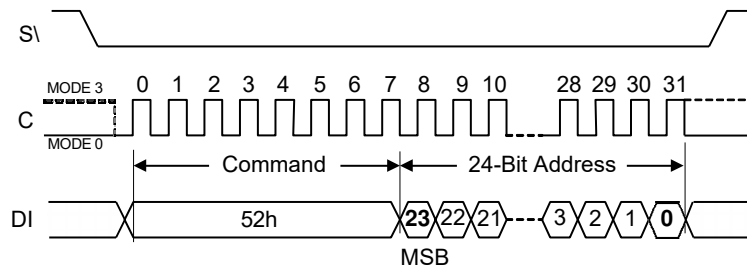 S\
MODE 3 0 1 2 3 4 5 6 7 8 9 10 28 29 30 31
C
MODE 0
Command 24-Bit Address
DI 52h 23 22 21 3 2 1 0
MSB